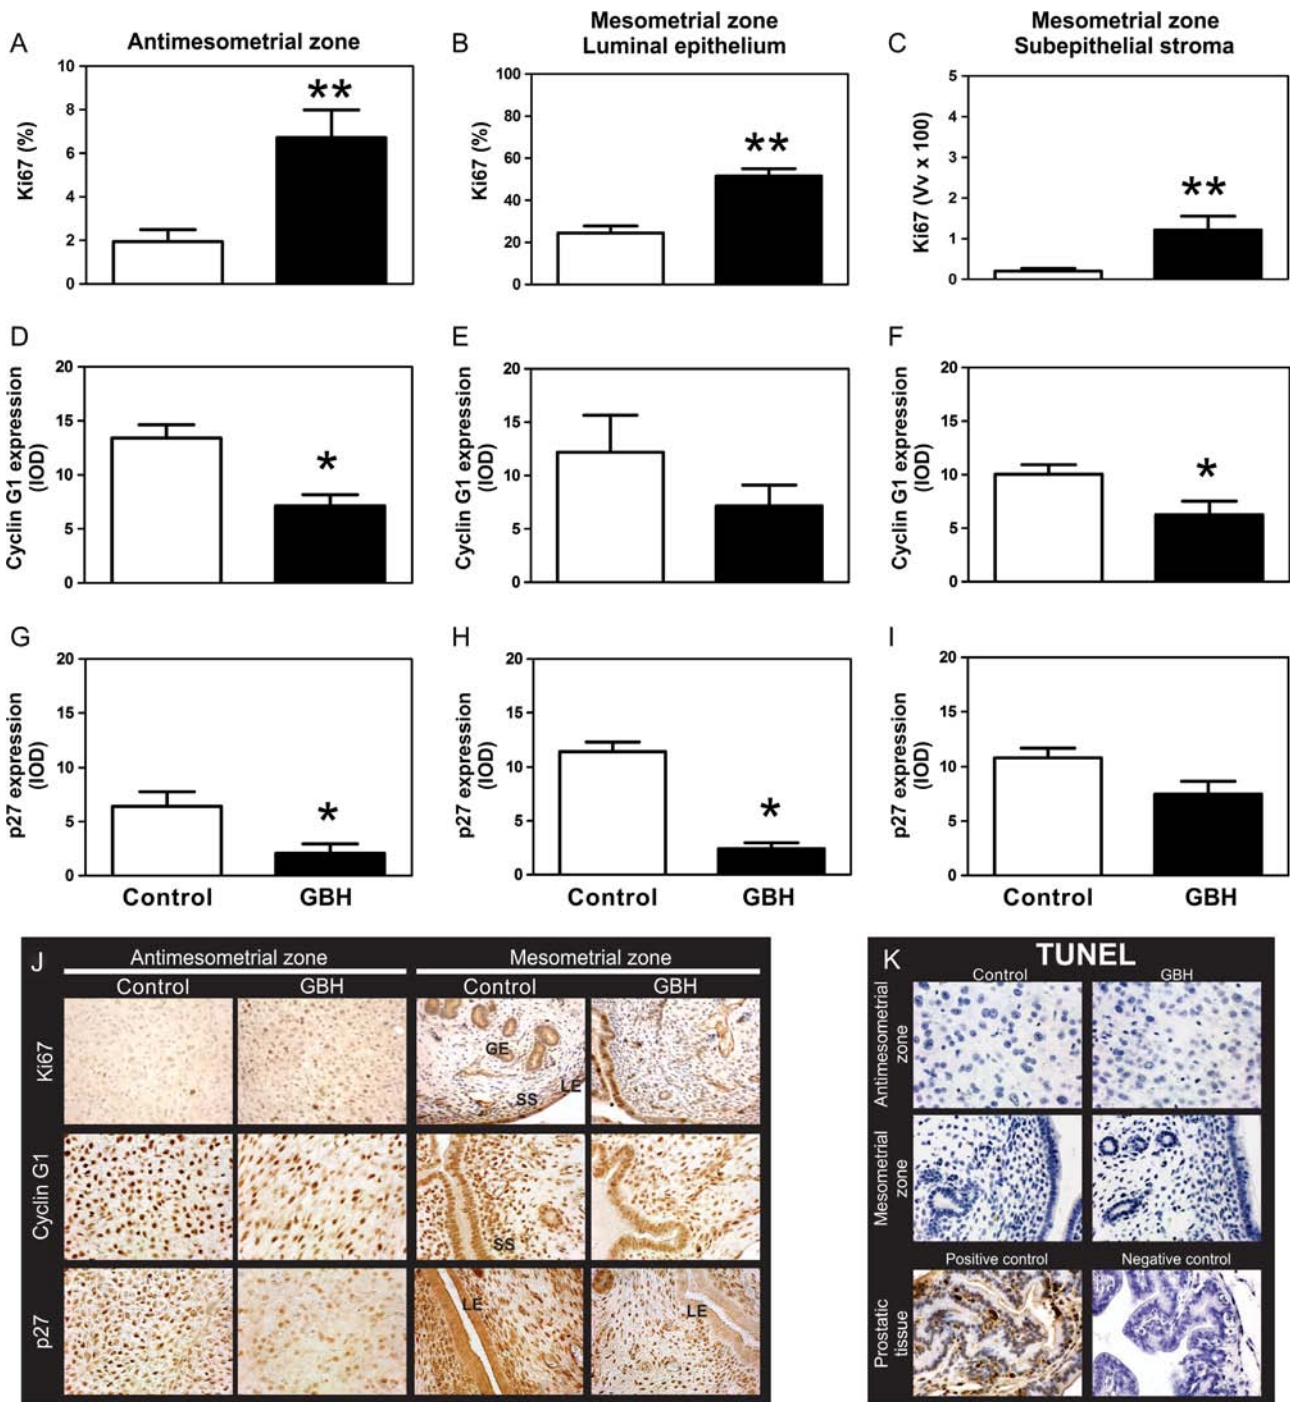 A
Antimesometrial zone
Ki67 (%)
10
8
6
4
2
0
**
B
Mesometrial zone
Luminal epithelium
Ki67 (%)
100
80
60
40
20
0
**
C
Mesometrial zone
Subepithelial stroma
Ki67 (Vv x 100)
5
4
3
2
1
0
**
D
Cyclin G1 expression
(IOD)
20
15
10
5
0
*
E
Cyclin G1 expression
(IOD)
20
15
10
5
0
F
Cyclin G1 expression
(IOD)
20
15
10
5
0
*
G
p27 expression
(IOD)
20
15
10
5
0
*
Control
GBH
H
p27 expression
(IOD)
20
15
10
5
0
*
Control
GBH
I
p27 expression
(IOD)
20
15
10
5
0
Control
GBH
J
Antimesometrial zone
Mesometrial zone
Control
GBH
Control
GBH
Ki67
GE
SS
LE
Cyclin G1
SS
p27
LE
LE
K
TUNEL
Control
GBH
Antimesometrial
zone
Mesometrial
zone
Positive control
Negative control
Prostatic
tissue